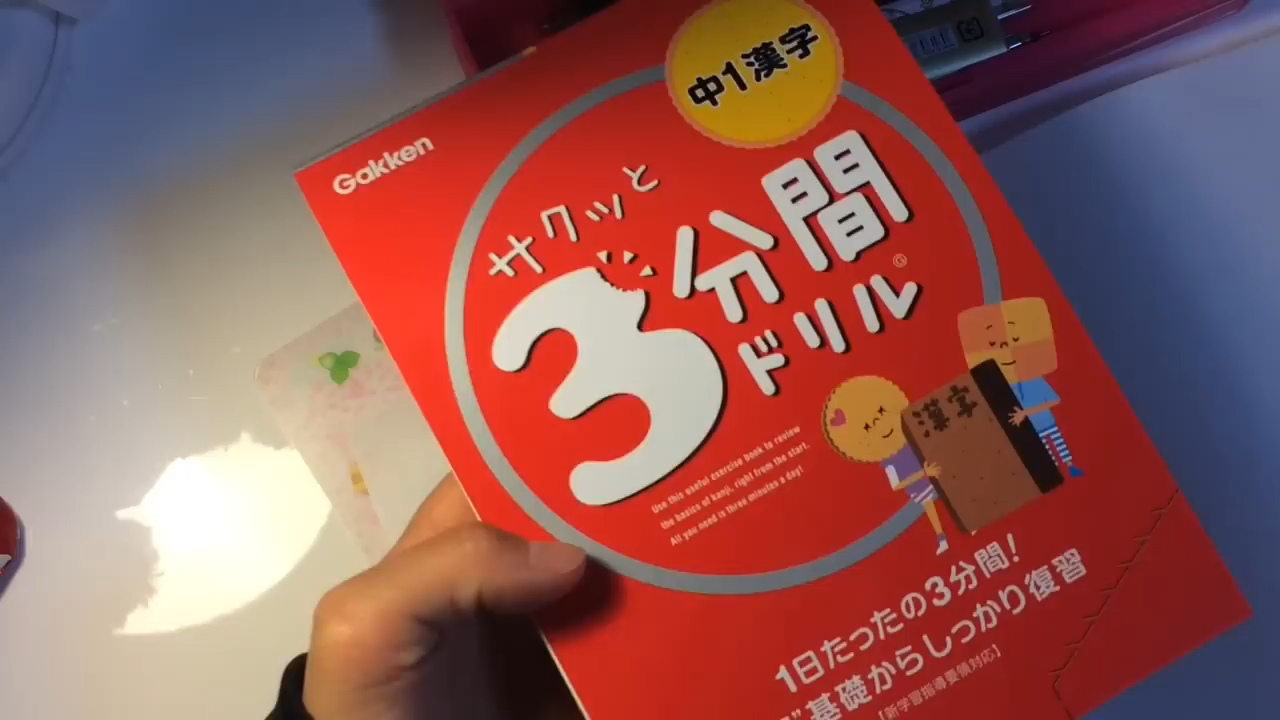 中1漢字
Gakken
サクッと
3分間
ドリル
漢字
Use this useful exercise book to review
the basics of kanji, right from the start.
All you need is three minutes a day!
1日たったの3分間!
基礎からしっかり復習
【新学習指導要領対応】